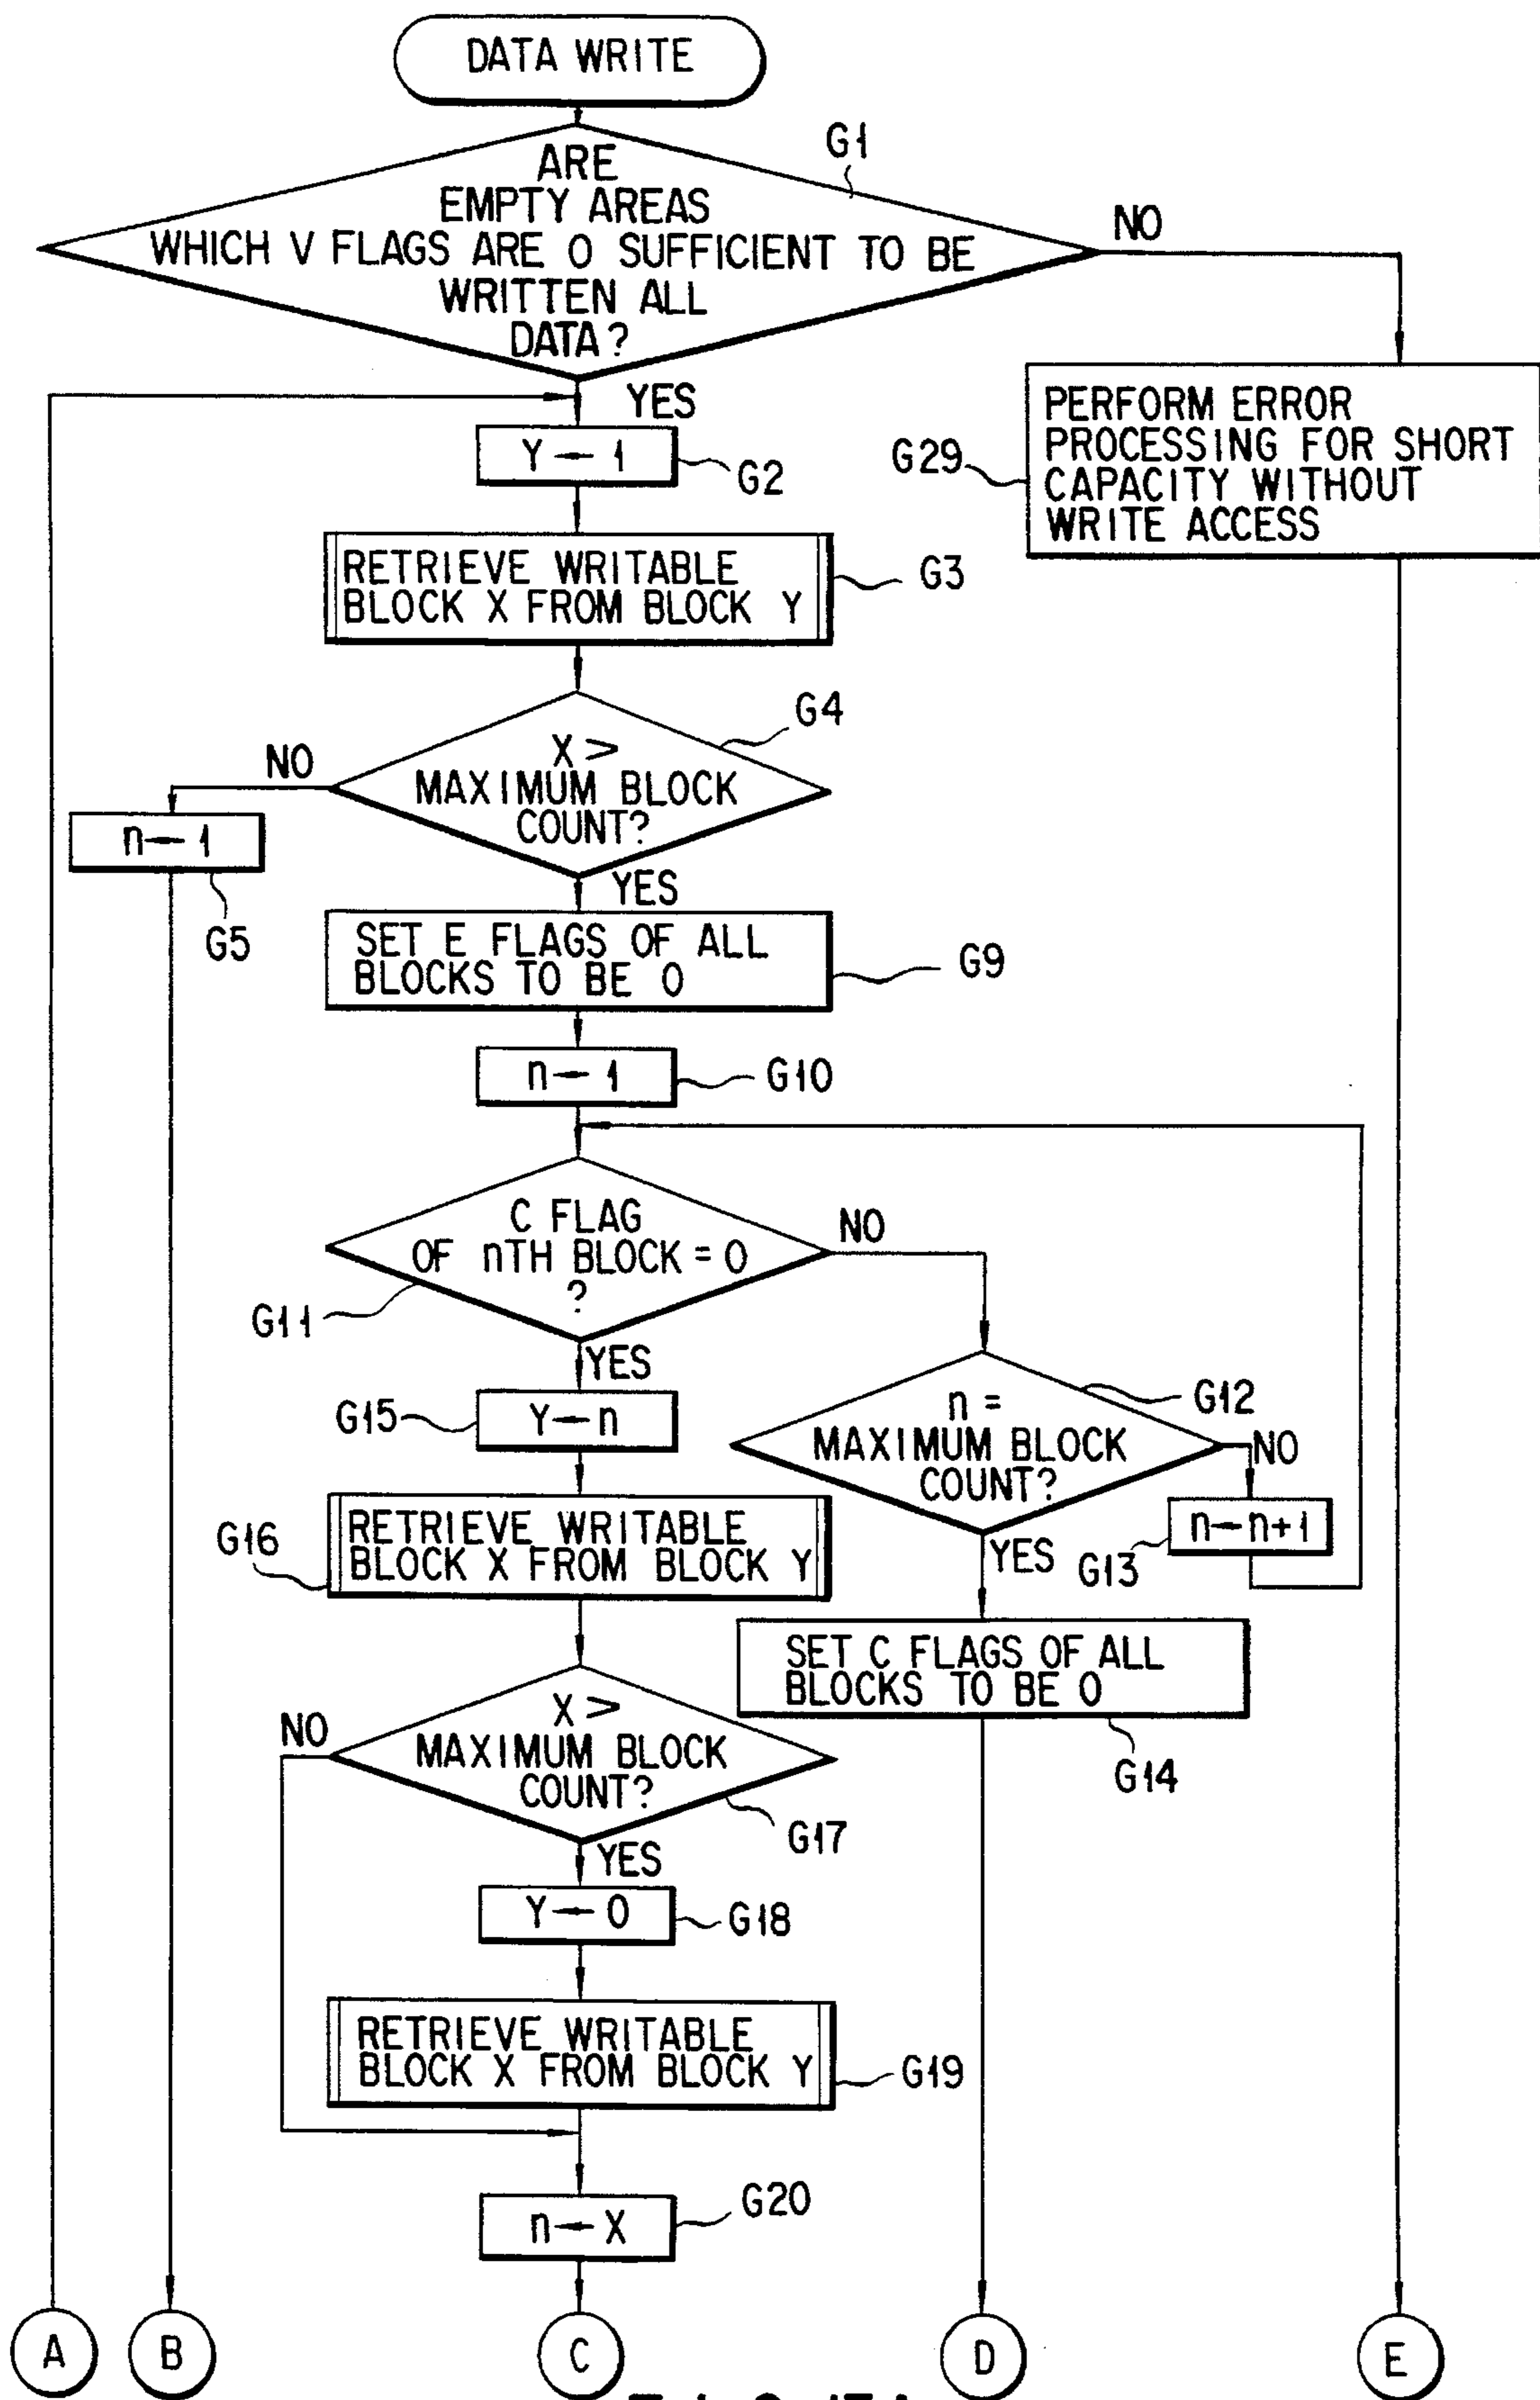 DATA WRITE
G1
ARE
EMPTY AREAS
WHICH V FLAGS ARE 0 SUFFICIENT TO BE
WRITTEN ALL
DATA?
NO
YES
Y ← 1
G2
PERFORM ERROR
PROCESSING FOR SHORT
CAPACITY WITHOUT
WRITE ACCESS
G29
RETRIEVE WRITABLE
BLOCK X FROM BLOCK Y
G3
G4
X >
MAXIMUM BLOCK
COUNT?
NO
n ← 1
G5
YES
SET E FLAGS OF ALL
BLOCKS TO BE 0
G9
n ← 1
G10
C FLAG
OF nTH BLOCK = 0
?
NO
G11
YES
G12
n =
MAXIMUM BLOCK
COUNT?
NO
G15
Y ← n
n ← n+1
G13
YES
G16
RETRIEVE WRITABLE
BLOCK X FROM BLOCK Y
SET C FLAGS OF ALL
BLOCKS TO BE 0
G14
X >
MAXIMUM BLOCK
COUNT?
NO
G17
YES
Y ← 0
G18
RETRIEVE WRITABLE
BLOCK X FROM BLOCK Y
G19
G20
n ← X
A
B
C
D
E